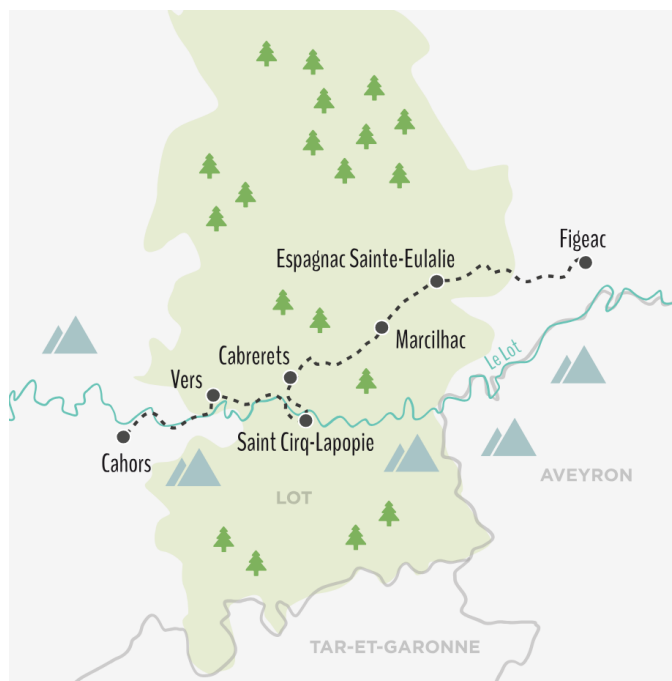 Figeac
Espagnac Sainte-Eulalie
Marcilhac
Cabrerets
Le Lot
Vers
Saint Cirq-Lapopie
Cahors
AVEYRON
LOT
TAR-ET-GARONNE